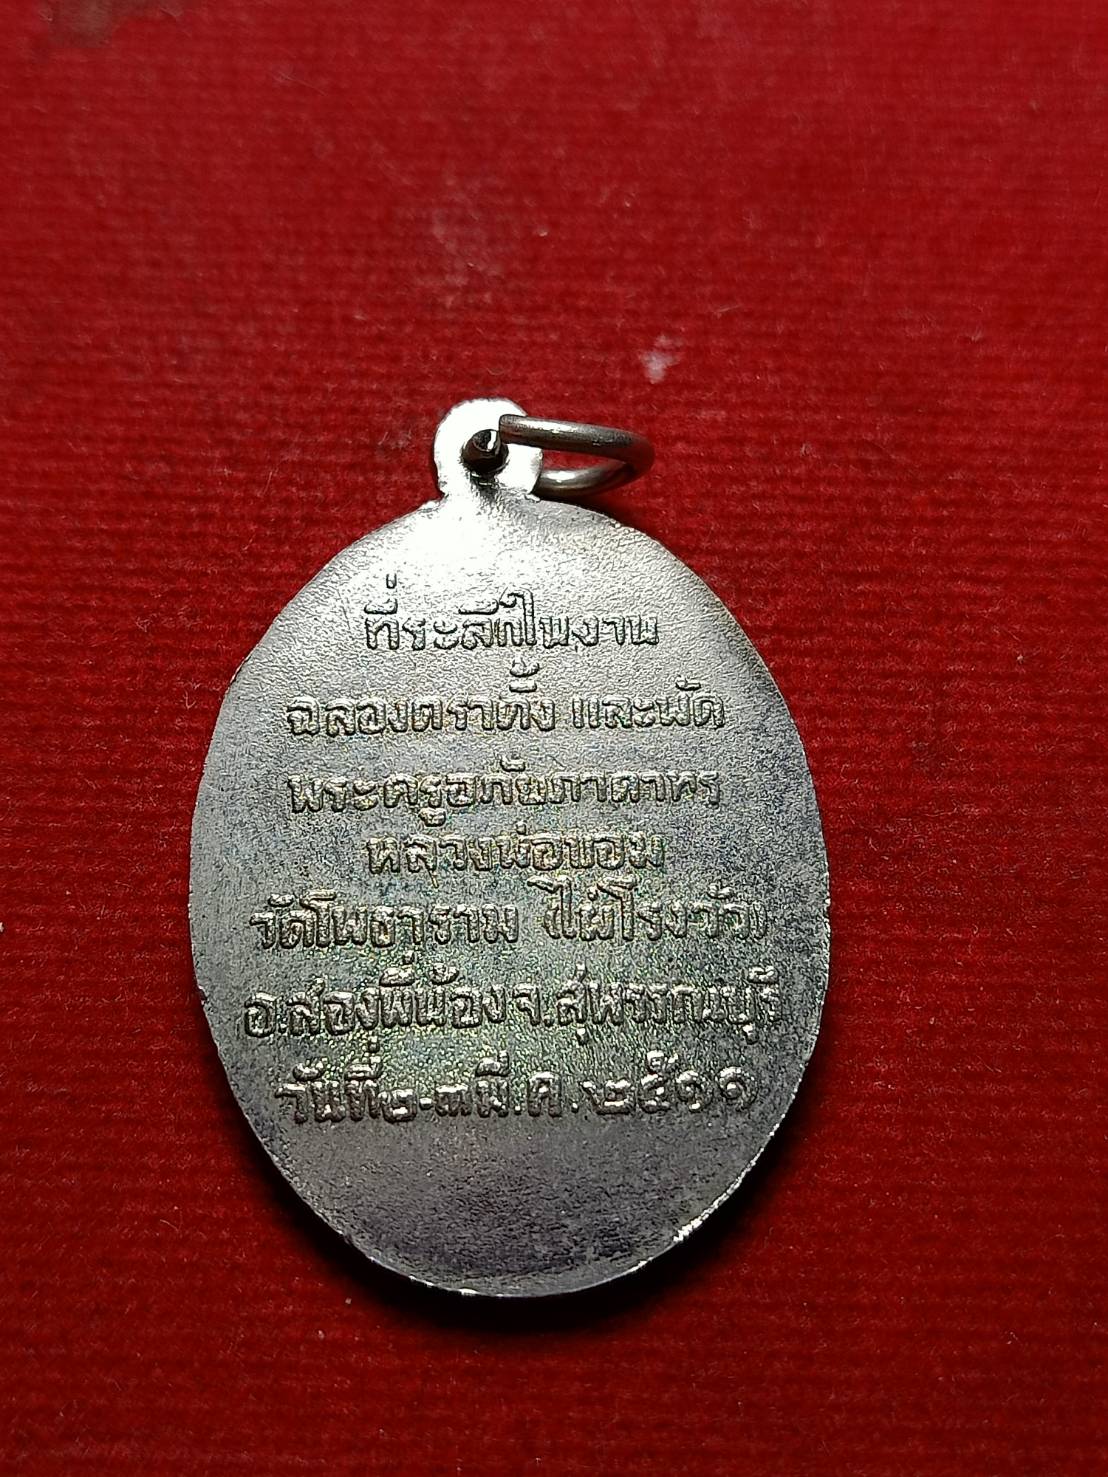 ที่ระลึกในงาน
ฉลองตราตั้ง และพัด
พระครูอภัยภาดาทร
หลวงพ่อขอม
วัดโพธาราม ไผ่โรงวัว
อ.สองพี่น้อง จ.สุพรรณบุรี
วันที่๒-๓ มี.ค.๒๕๑๑